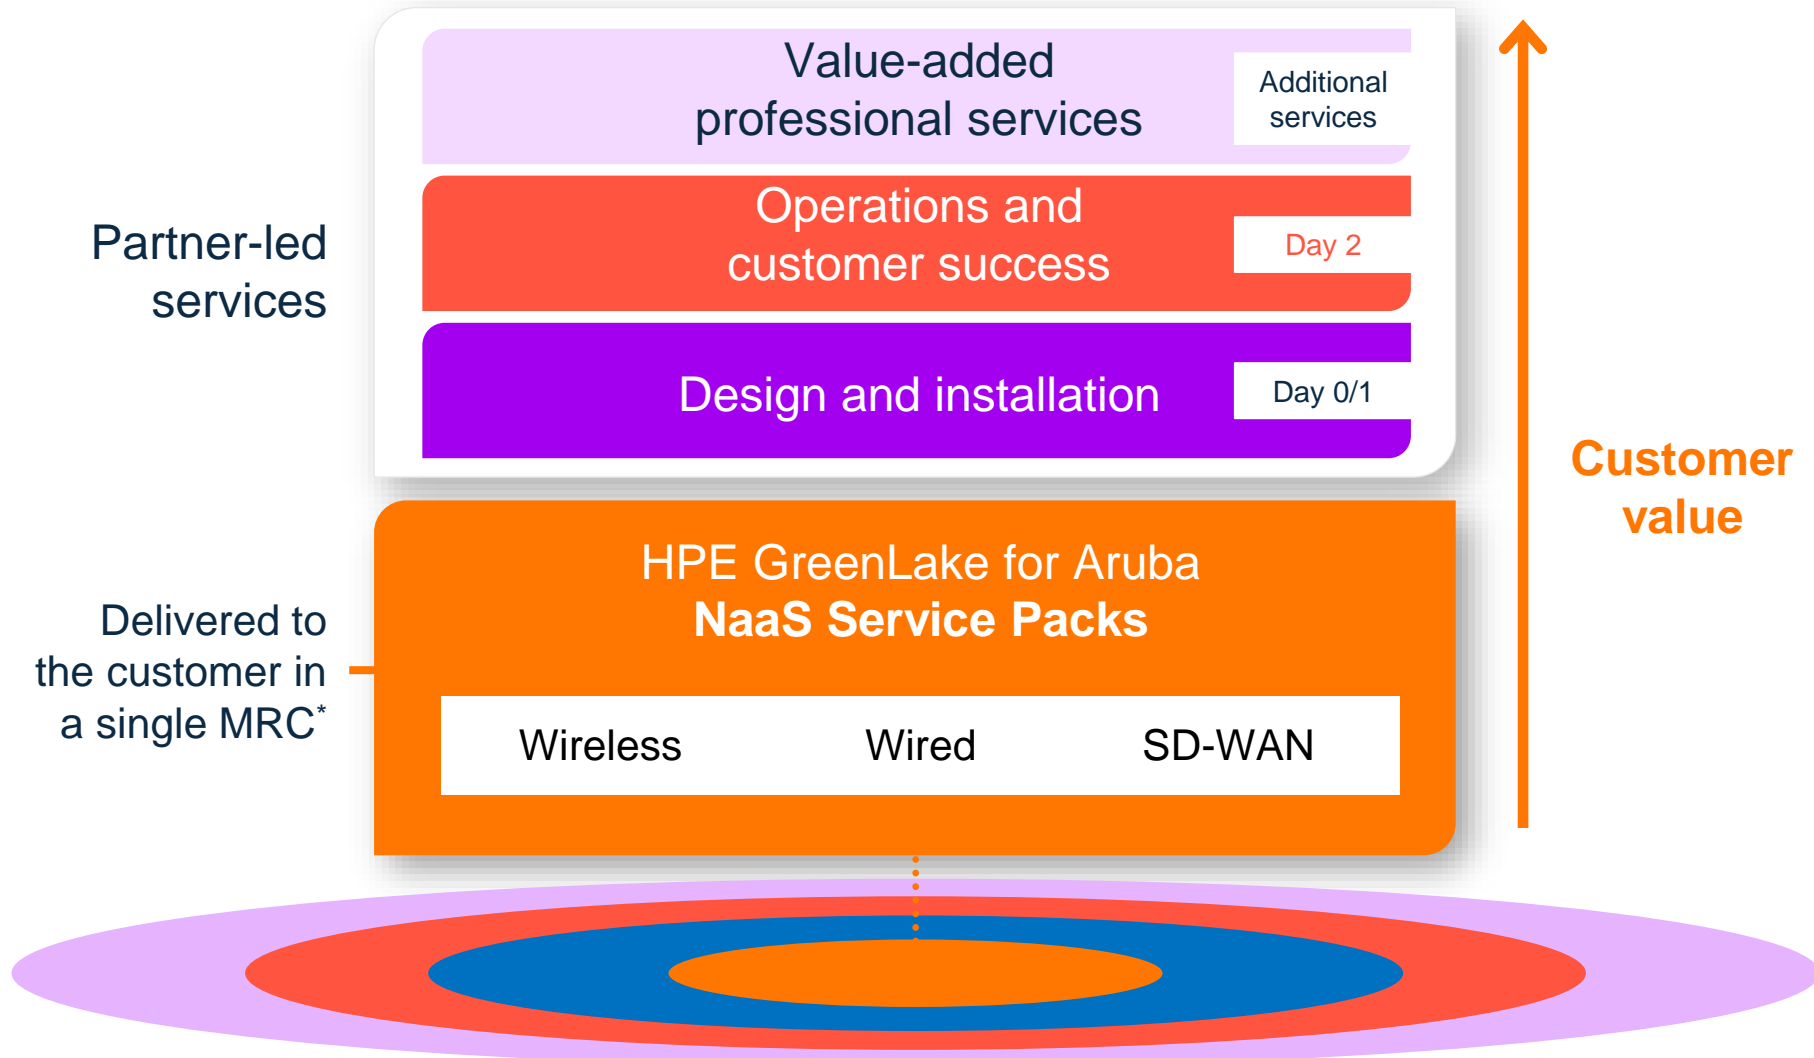 Value-added
professional services
Additional
services
Operations and
customer success
Day 2
Partner-led
services
Design and installation
Day 0/1
Customer
value
HPE GreenLake for Aruba
NaaS Service Packs
Delivered to
the customer in
a single MRC*
Wireless
Wired
SD-WAN